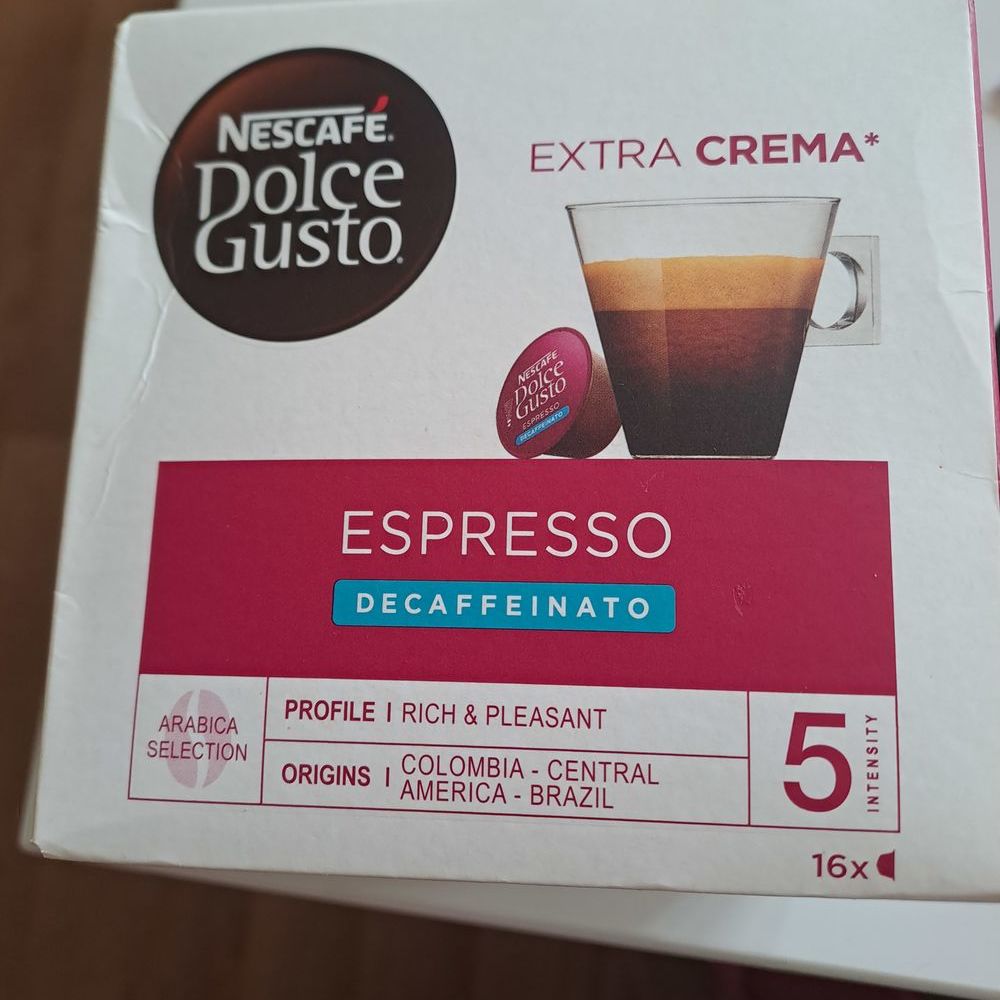 NESCAFÉ.
Dolce
Gusto.
EXTRA CREMA*
NESCAFÉ
Dolce
Gusto
ESPRESSO
DECAFFEINATO
ESPRESSO
DECAFFEINATO
ARABICA
SELECTION
PROFILE | RICH & PLEASANT
ORIGINS | COLOMBIA - CENTRAL
AMERICA - BRAZIL
5
INTENSITY
16x